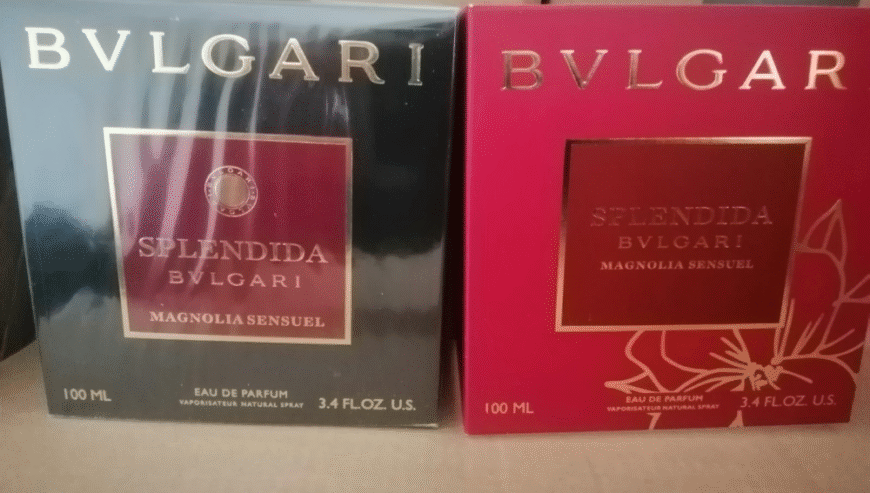 BVLGARI
BVLGARI
SPLENDIDA
BVLGARI
MAGNOLIA SENSUEL
100 ML
EAU DE PARFUM
VAPORISATEUR NATURAL SPRAY
3.4 FL.OZ. U.S.
BVLGAR
SPLENDIDA
BVLGARI
MAGNOLIA SENSUEL
100 ML
EAU DE PARFUM
VAPORISATEUR NATURAL SPRAY
3.4 FL.OZ. U.S.